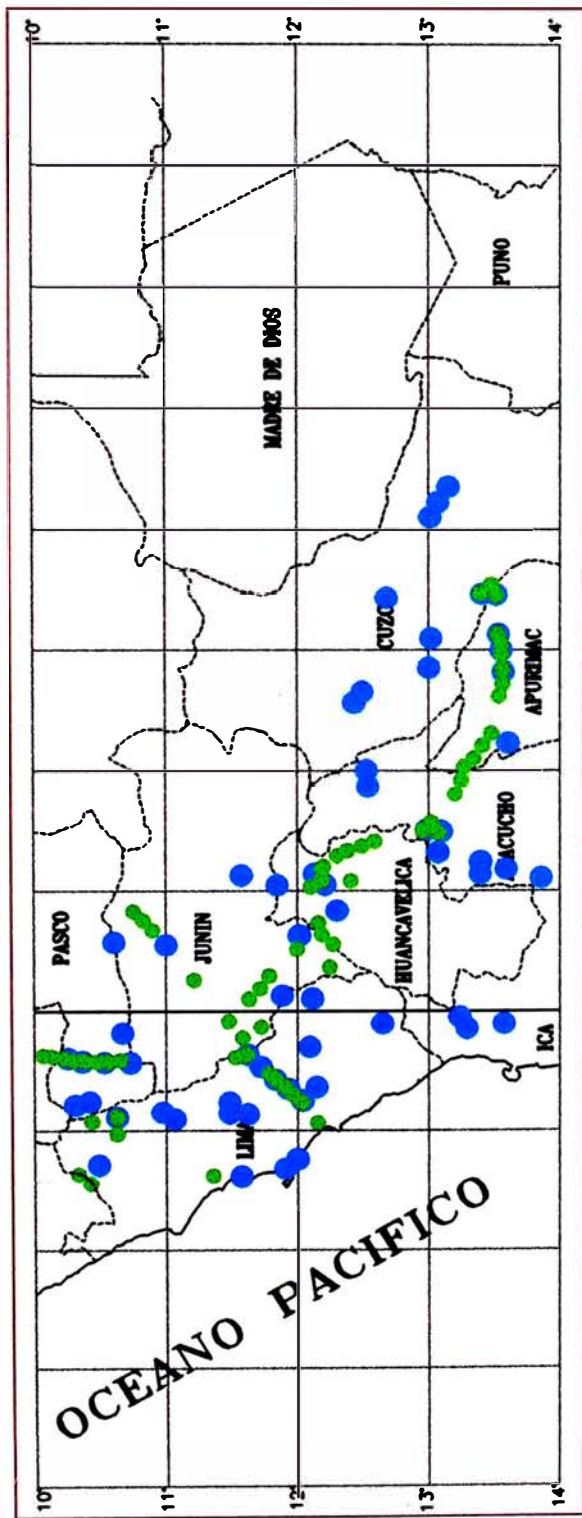 10° 10°
PASCO
11° 11°
JUNIN
LIMA
MADRE DE DIOS
12° 12°
OCEANO PACIFICO
CUZCO
HUANCAVELICA
13° 13°
ACUCHO
APURIMAC
PUNO
ICA
14° 14°